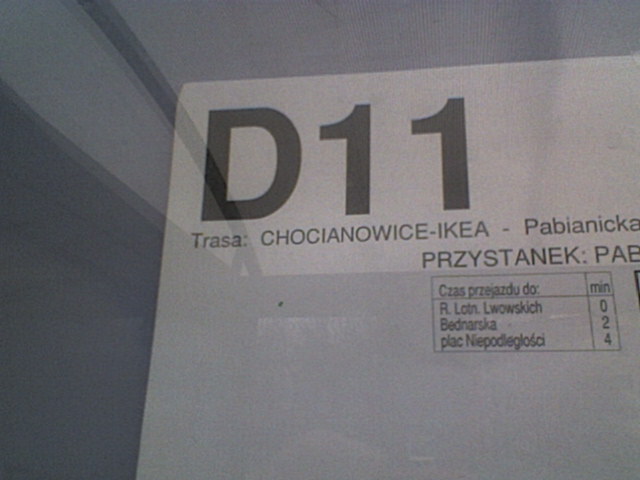 D11
Trasa: CHOCIANOWICE-IKEA - Pabianicka
PRZYSTANEK: PAB
Czas przejazdu do: min
R. Lotn. Lwowskich 0
Bednarska 2
plac Niepodległości 4